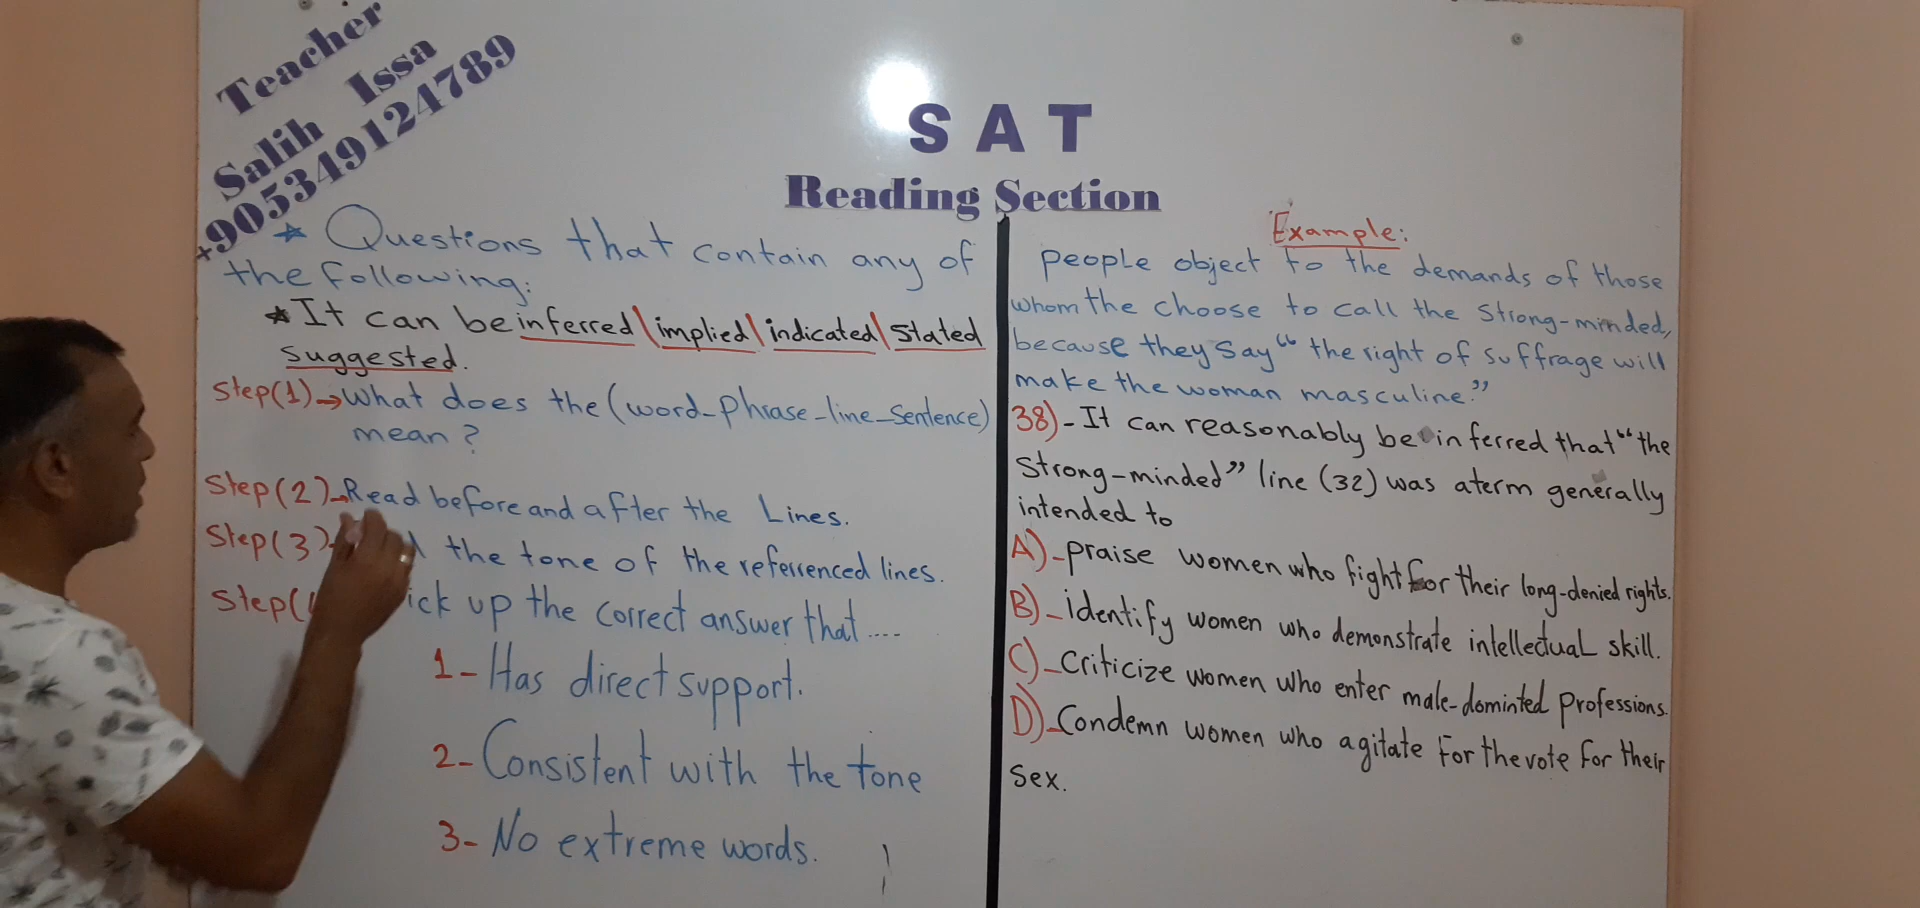 Teacher
Salih Issa
+905349124789
SAT
Reading Section
* Questions that contain any of
the following:
* It can be inferred\implied\indicated\stated
suggested.
Step(1)→What does the (word-phrase-line-sentence)
mean?
Step(2)→Read before and after the Lines.
Step(3) the tone of the referrenced lines.
Step( up the correct answer that....
1- Has direct support.
2- Consistent with the tone
3- No extreme words.
Example:
people object to the demands of those
whom the choose to call the strong-minded,
because they say “ the right of suffrage will
make the woman masculine.”
38)- It can reasonably be inferred that “the
strong-minded” line (32) was aterm generally
intended to
A)-praise women who fight for their long-denied rights.
B)-identify women who demonstrate intellectual skill.
C)-criticize women who enter male-dominted professions.
D)-Condemn women who agitate for the vote for their
sex.